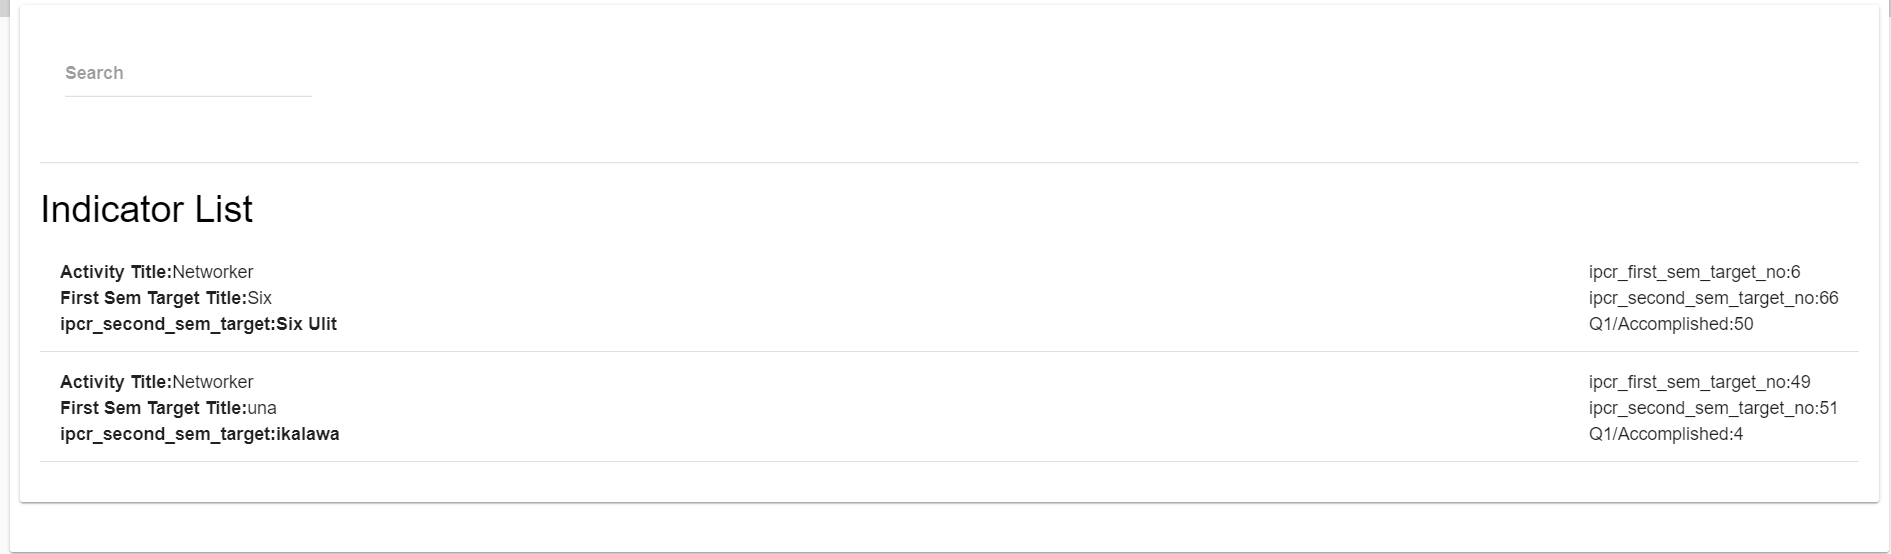 Search
Indicator List
Activity Title:Networker
First Sem Target Title:Six
ipcr_second_sem_target:Six Ulit
ipcr_first_sem_target_no:6
ipcr_second_sem_target_no:66
Q1/Accomplished:50
Activity Title:Networker
First Sem Target Title:una
ipcr_second_sem_target:ikalawa
ipcr_first_sem_target_no:49
ipcr_second_sem_target_no:51
Q1/Accomplished:4